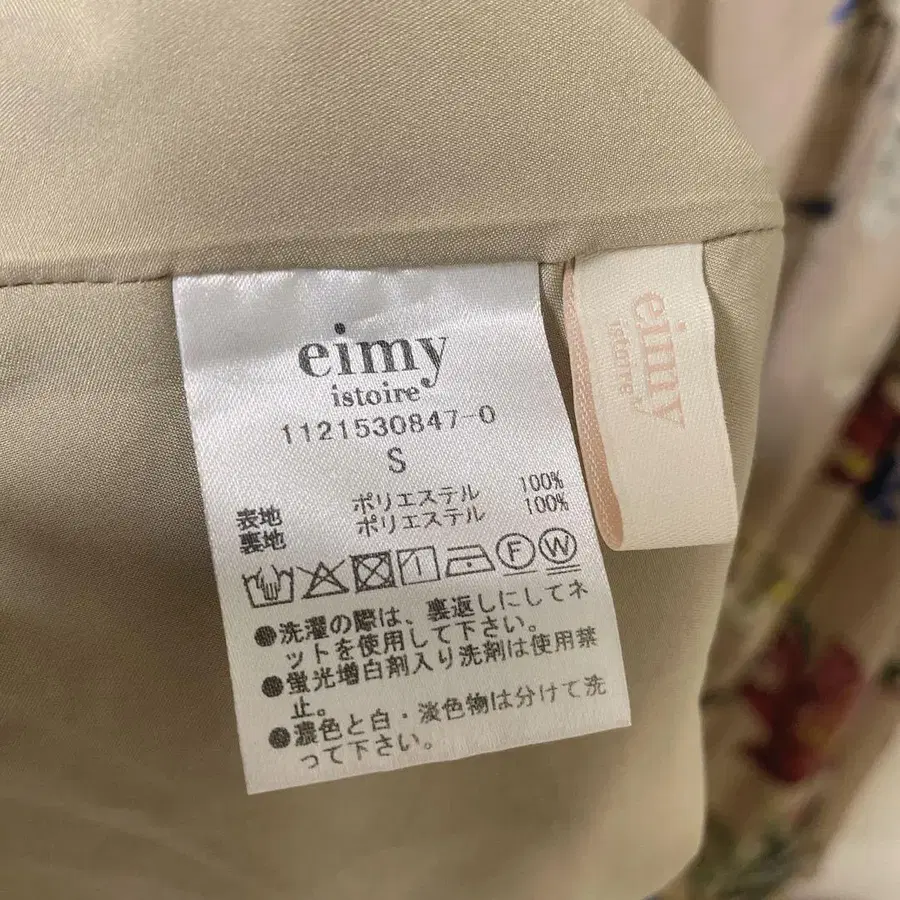 eimy
istoire
1121530847-0
S
表地 ポリエステル 100%
裏地 ポリエステル 100%
F W
●洗濯の際は、裏返しにしてネ
ットを使用して下さい。
●蛍光増白剤入り洗剤は使用禁
止。
●濃色と白・淡色物は分けて洗
って下さい。
eimy
istoire